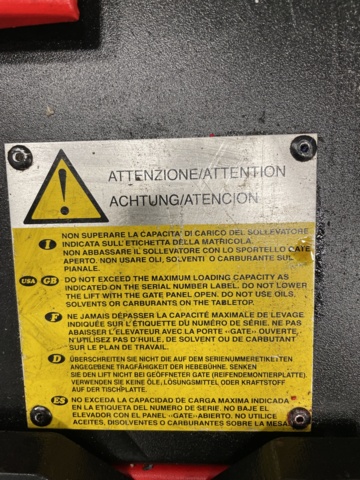 ATTENZIONE/ATTENTION
ACHTUNG/ATENCION
NON SUPERARE LA CAPACITA' DI CARICO DEL SOLLEVATORE
I INDICATA SULL'ETICHETTA DELLA MATRICOLA.
NON ABBASSARE IL SOLLEVATORE CON LO SPORTELLO GATE
APERTO. NON USARE OLI, SOLVENTI O CARBURANTE SUL
PIANALE.
USA GB DO NOT EXCEED THE MAXIMUM LOADING CAPACITY AS
INDICATED ON THE SERIAL NUMBER LABEL. DO NOT LOWER
THE LIFT WITH THE GATE PANEL OPEN. DO NOT USE OILS,
SOLVENTS OR CARBURANTS ON THE TABLETOP.
F NE JAMAIS DÉPASSER LA CAPACITÉ MAXIMALE DE LEVAGE
INDIQUÉE SUR L'ÉTIQUETTE DU NUMÉRO DE SÉRIE. NE PAS
ABAISSER L'ÉLEVATEUR AVEC LA PORTE «GATE» OUVERTE.
N'UTILISEZ PAS D'HUILE, DE SOLVENT OU DE CARBUTANT
SUR LE PLAN DE TRAVAIL.
D ÜBERSCHREITEN SIE NICHT DIE AUF DEM SERIENUMMERETIKETTEN
ANGEGEBENE TRAGFÄHIGKEIT DER HEBEBÜHNE. SENKEN
SIE DEN LIFT NICHT BEI GEÖFFNETER GATE (REIFENDEMONTIERPLATTE).
VERWENDEN SIE KEINE ÖLE, LÖSUNGSMITTEL ODER KRAFTSTOFF
AUF DER TISCHPLATTE.
ES NO EXCEDA LA CAPACIDAD DE CARGA MAXIMA INDICADA
EN LA ETIQUETA DEL NUMERO DE SERIE. NO BAJE EL
ELEVADOR CON EL PANEL «GATE» ABIERTO. NO UTILICE
ACEITES, DISOLVENTES O CARBURANTES SOBRE LA MESA